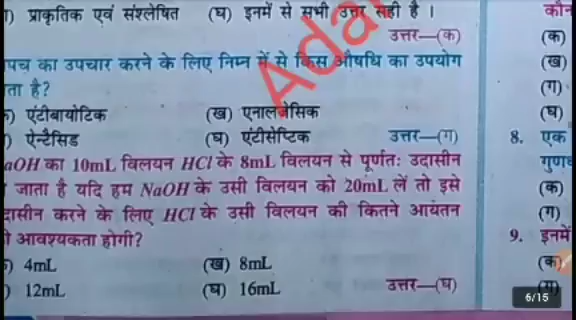 ) प्राकृतिक एवं संश्लेषित (घ) इनमें से सभी उत्तर सही है ।
उत्तर—(क)
पच का उपचार करने के लिए निम्न में से किस औषधि का उपयोग
ता है?
) एंटीबायोटिक (ख) एनालजेसिक
) ऐन्टैसिड (घ) एंटीसेप्टिक उत्तर—(ग)
aOH का 10mL विलयन HCl के 8mL विलयन से पूर्णतः उदासीन
जाता है यदि हम NaOH के उसी विलयन को 20mL लें तो इसे
दासीन करने के लिए HCl के उसी विलयन की कितने आयतन
आवश्यकता होगी?
) 4mL (ख) 8mL
) 12mL (घ) 16mL उत्तर—(घ)
कौन
(क)
(ख)
(ग)
(घ)
8. एक
गुणध
(क)
(ग)
9. इनमें
(क)
(ग)
Ada
6/15